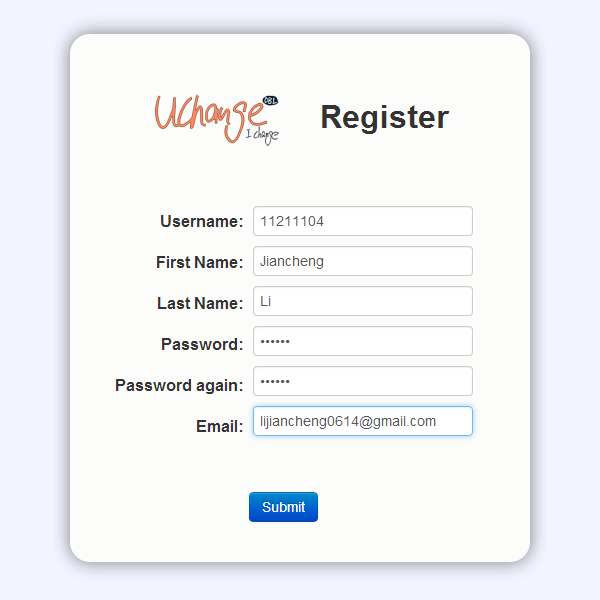 Uchange OBL
I change
Register
Username: 11211104
First Name: Jiancheng
Last Name: Li
Password: ••••••
Password again: ••••••
Email: lijiancheng0614@gmail.com
Submit